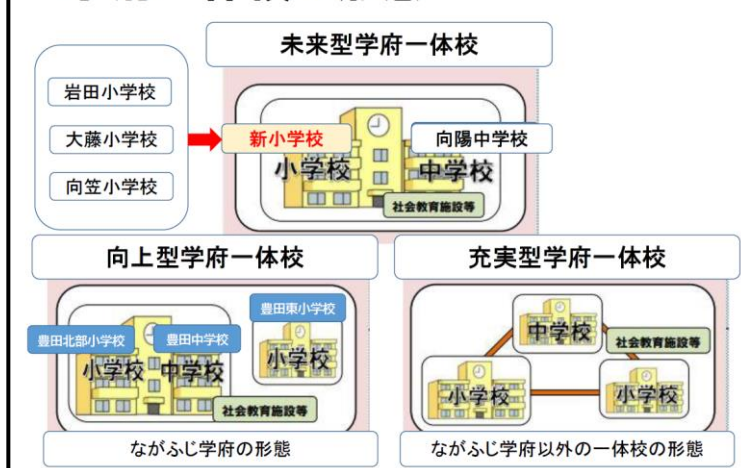 未来型学府一体校
岩田小学校
大藤小学校
向笠小学校
新小学校
向陽中学校
小学校
中学校
社会教育施設等
向上型学府一体校
豊田北部小学校
豊田中学校
豊田東小学校
小学校
中学校
小学校
社会教育施設等
ながふじ学府の形態
充実型学府一体校
中学校
社会教育施設等
小学校
小学校
ながふじ学府以外の一体校の形態